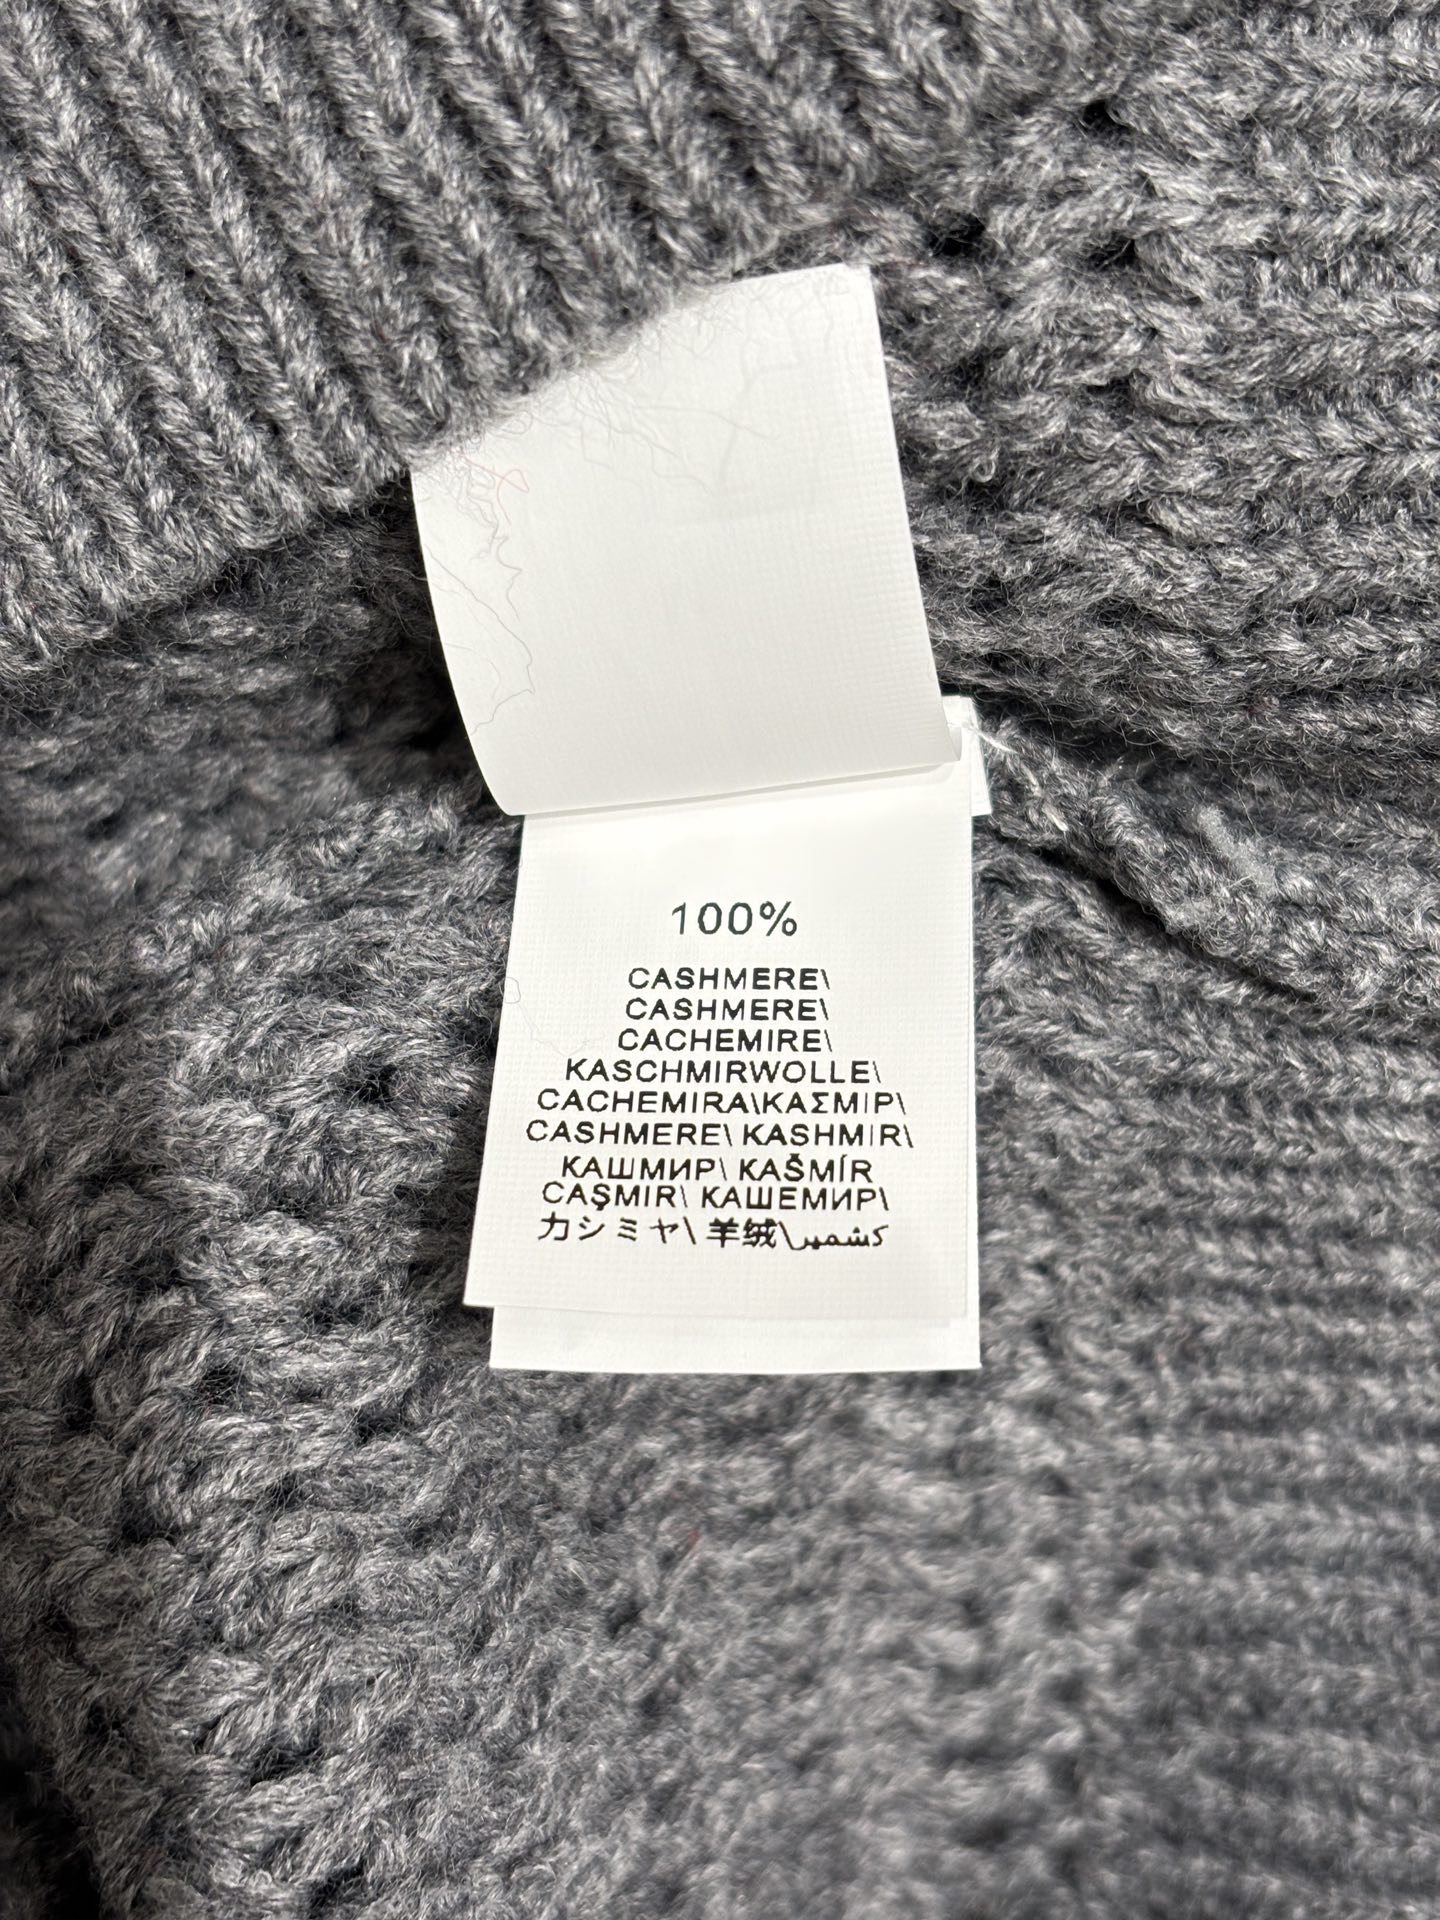 100%
CASHMERE\
CASHMERE\
CACHEMIRE\
KASCHMIRWOLLE\
CACHEMIRA\ΚΑΣΜΙΡ\
CASHMERE\ KASHMIR\
КАШМИР\ KAŠMÍR
CAŞMIR\ КАШЕМИР\
カシミヤ\ 羊绒\كشمير